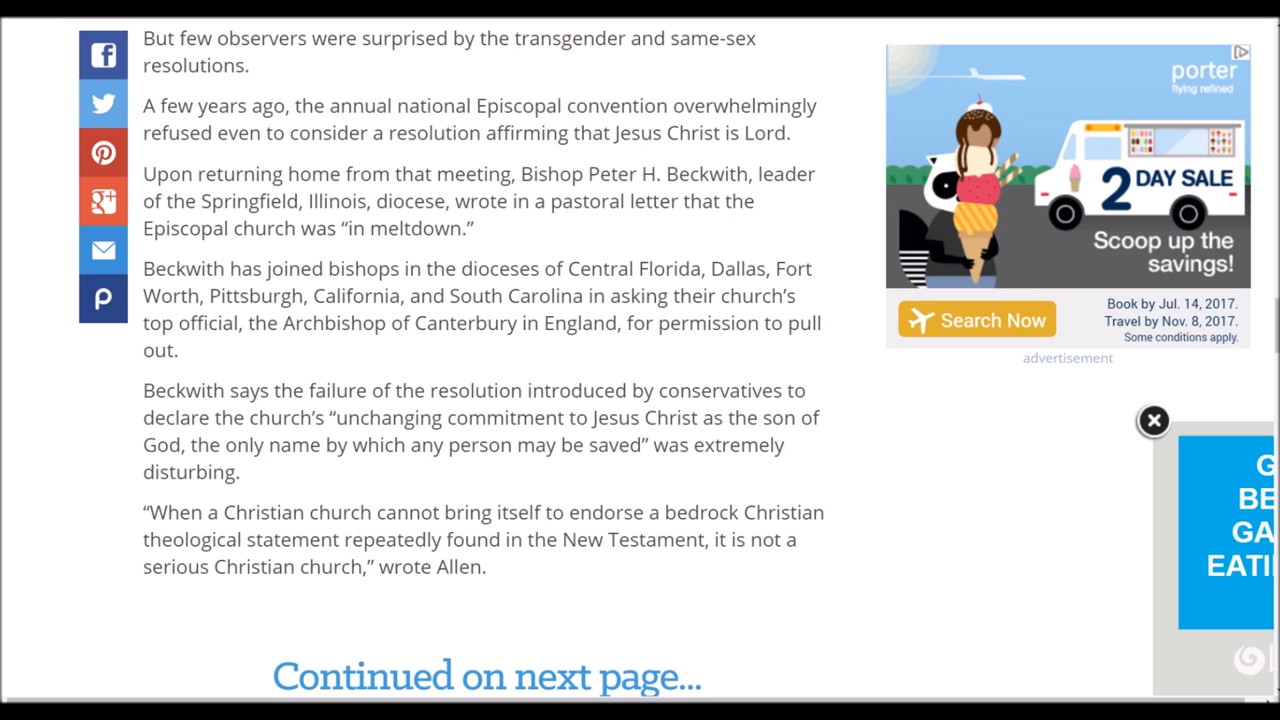 But few observers were surprised by the transgender and same-sex
resolutions.
A few years ago, the annual national Episcopal convention overwhelmingly
refused even to consider a resolution affirming that Jesus Christ is Lord.
Upon returning home from that meeting, Bishop Peter H. Beckwith, leader
of the Springfield, Illinois, diocese, wrote in a pastoral letter that the
Episcopal church was “in meltdown.”
Beckwith has joined bishops in the dioceses of Central Florida, Dallas, Fort
Worth, Pittsburgh, California, and South Carolina in asking their church’s
top official, the Archbishop of Canterbury in England, for permission to pull
out.
Beckwith says the failure of the resolution introduced by conservatives to
declare the church’s “unchanging commitment to Jesus Christ as the son of
God, the only name by which any person may be saved” was extremely
disturbing.
“When a Christian church cannot bring itself to endorse a bedrock Christian
theological statement repeatedly found in the New Testament, it is not a
serious Christian church,” wrote Allen.
Continued on next page...
porter
flying refined
2 DAY SALE
Scoop up the
savings!
Search Now
Book by Jul. 14, 2017.
Travel by Nov. 8, 2017.
Some conditions apply.
advertisement
G
BE
GA
EATI